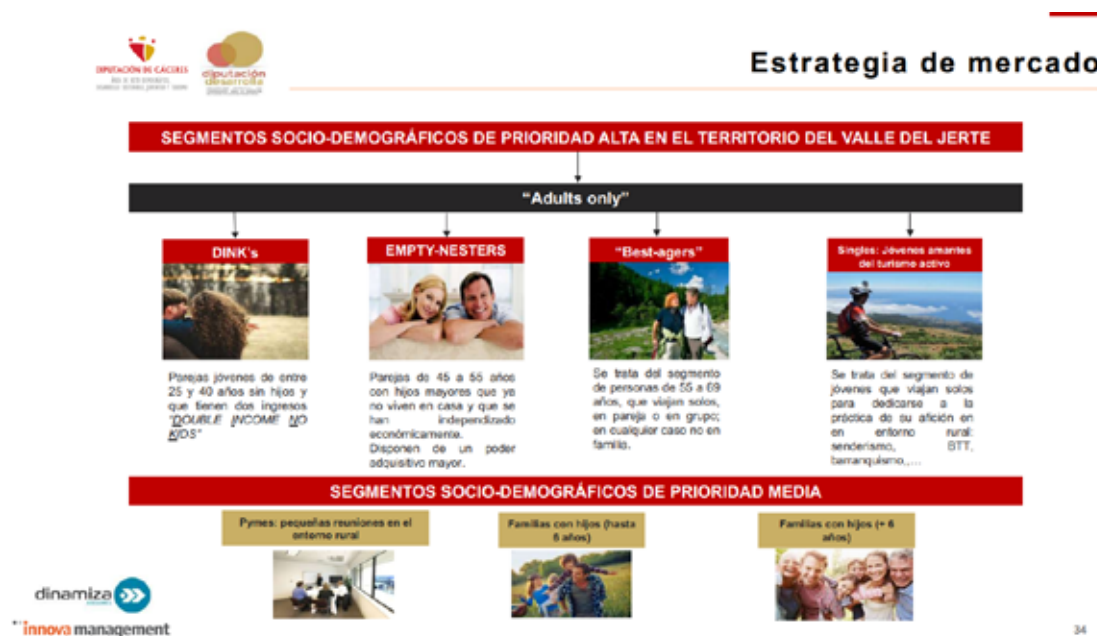 DIPUTACIÓN DE CÁCERES
diputación
desarrolla
Estrategia de mercado
SEGMENTOS SOCIO-DEMOGRÁFICOS DE PRIORIDAD ALTA EN EL TERRITORIO DEL VALLE DEL JERTE
“Adults only”
DINK's
Parejas jóvenes de entre
25 y 40 años sin hijos y
que tienen dos ingresos
“DOUBLE INCOME NO
KIDS”
EMPTY-NESTERS
Parejas de 45 a 55 años
con hijos mayores que ya
no viven en casa y que se
han independizado
económicamente.
Disponen de un poder
adquisitivo mayor.
“Best-agers”
Se trata del segmento
de personas de 55 a 69
años, que viajan solos,
en pareja o en grupo;
en cualquier caso no en
familia.
Singles: Jóvenes amantes
del turismo activo
Se trata del segmento de
jóvenes que viajan solos
para dedicarse a la
práctica de su afición en
en entorno rural:
senderismo, BTT,
barranquismo,....
SEGMENTOS SOCIO-DEMOGRÁFICOS DE PRIORIDAD MEDIA
Pymes: pequeñas reuniones en el
entorno rural
Familias con hijos (hasta
6 años)
Familias con hijos (+ 6
años)
dinamiza
innova management
34